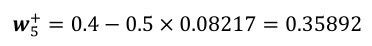 w₅⁺ = 0.4 − 0.5 × 0.08217 = 0.35892